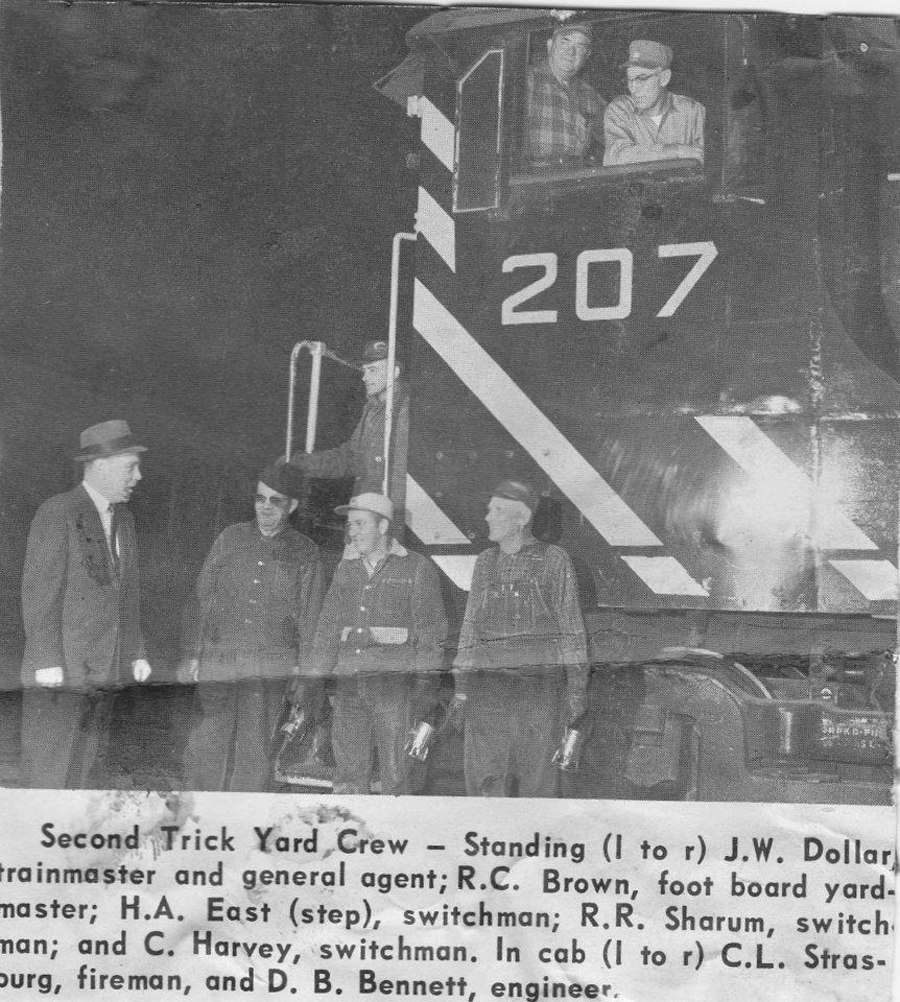 207
Second Trick Yard Crew – Standing (l to r) J.W. Dollar,
trainmaster and general agent; R.C. Brown, foot board yard-
master; H.A. East (step), switchman; R.R. Sharum, switch-
man; and C. Harvey, switchman. In cab (l to r) C.L. Stras-
burg, fireman, and D. B. Bennett, engineer.